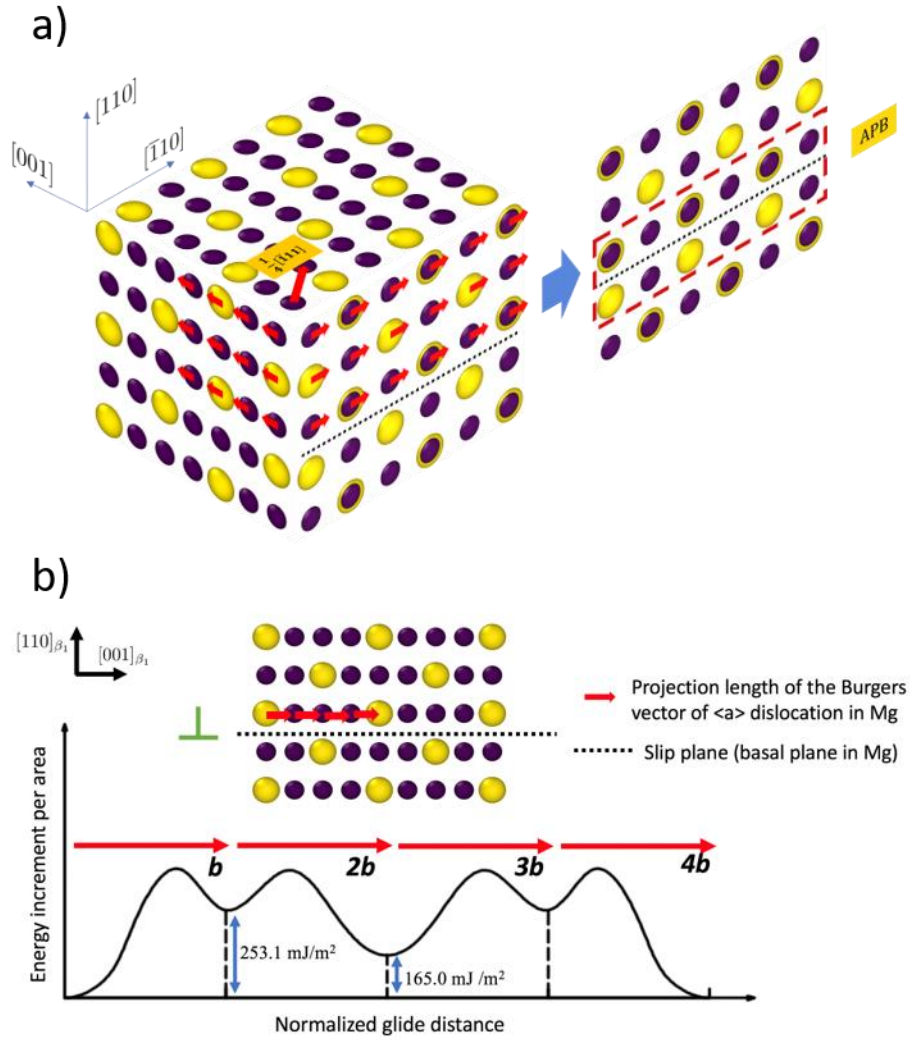 a)
[110]
[001]
[1̅10]
1/4[1̅11]
APB
b)
[110]β₁
[001]β₁
Projection length of the Burgers
vector of <a> dislocation in Mg
Slip plane (basal plane in Mg)
Energy increment per area
b
2b
3b
4b
253.1 mJ/m²
165.0 mJ /m²
Normalized glide distance